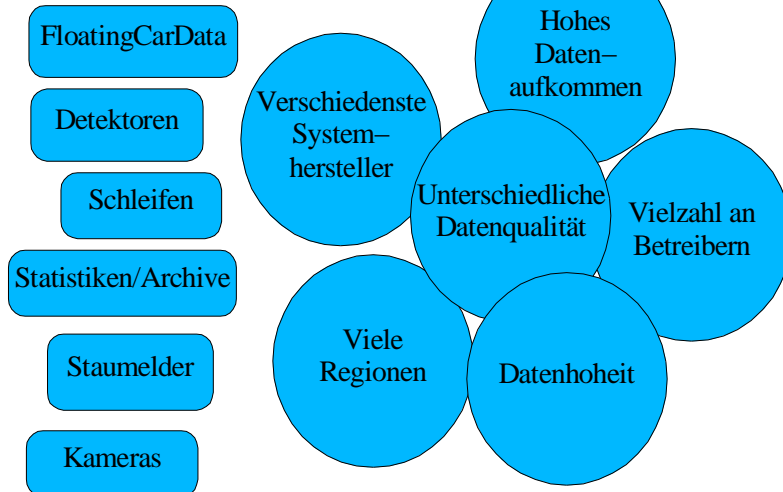 FloatingCarData
Detektoren
Schleifen
Statistiken/Archive
Staumelder
Kameras
Verschiedenste
System–
hersteller
Hohes
Daten–
aufkommen
Unterschiedliche
Datenqualität
Vielzahl an
Betreibern
Viele
Regionen
Datenhoheit